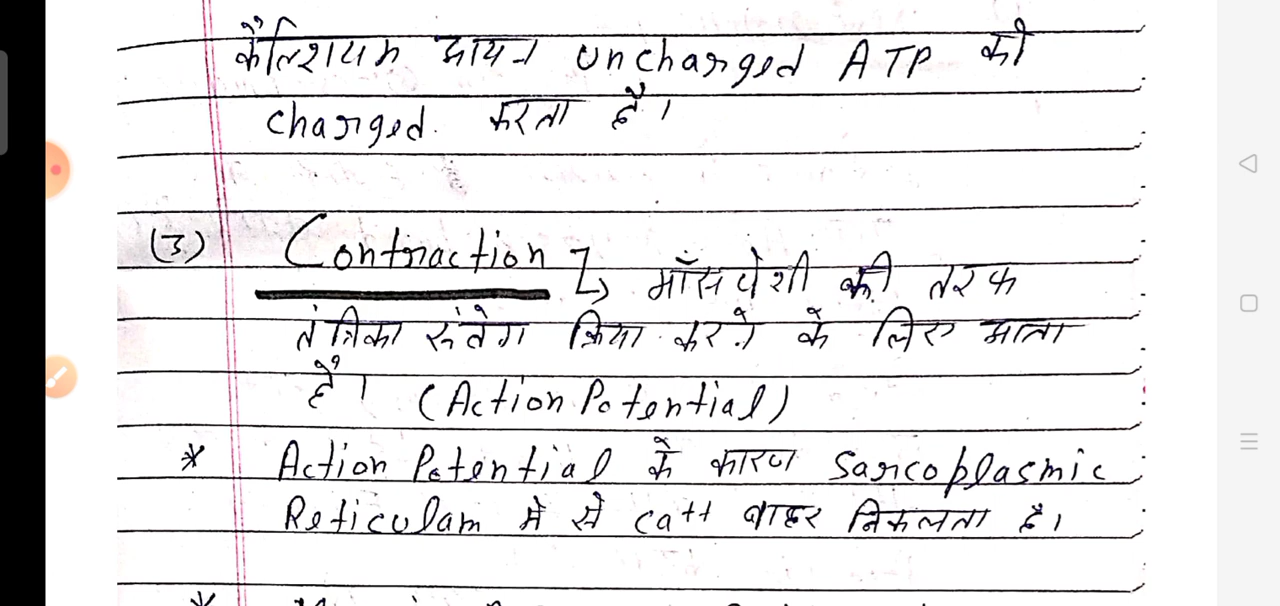 कैल्शियम आयन uncharged ATP को
charged. करता है।
(3) Contraction ↳ माँसपेशी की तरफ
तंत्रिका संवेग क्रिया करने के लिए आता
है। (Action Potential)
* Action Potential के कारण Sarcoplasmic
Reticulam में से ca++ बाहर निकलता है।
*